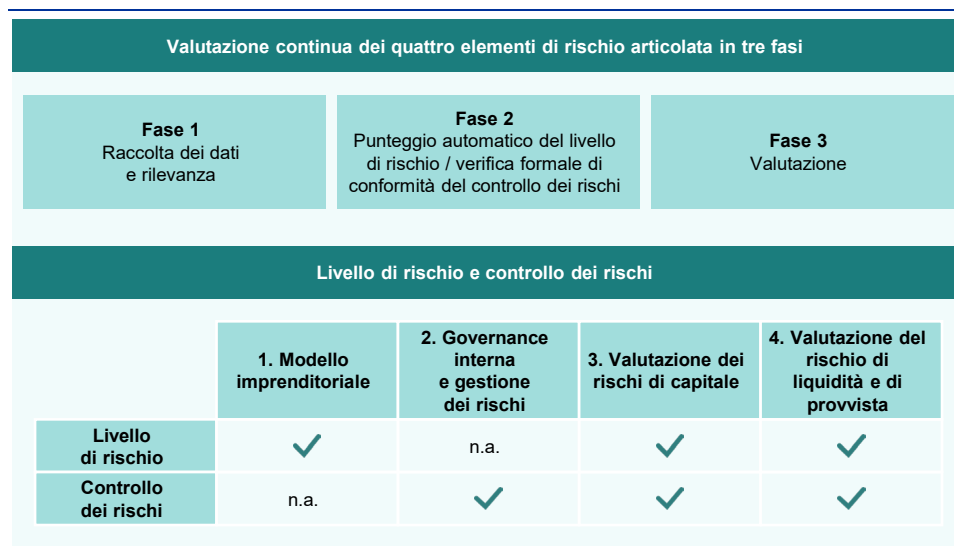 Valutazione continua dei quattro elementi di rischio articolata in tre fasi
Fase 1
Raccolta dei dati
e rilevanza
Fase 2
Punteggio automatico del livello
di rischio / verifica formale di
conformità del controllo dei rischi
Fase 3
Valutazione
Livello di rischio e controllo dei rischi
1. Modello
imprenditoriale
2. Governance
interna
e gestione
dei rischi
3. Valutazione dei
rischi di capitale
4. Valutazione del
rischio di
liquidità e di
provvista
Livello
di rischio
n.a.
Controllo
dei rischi
n.a.